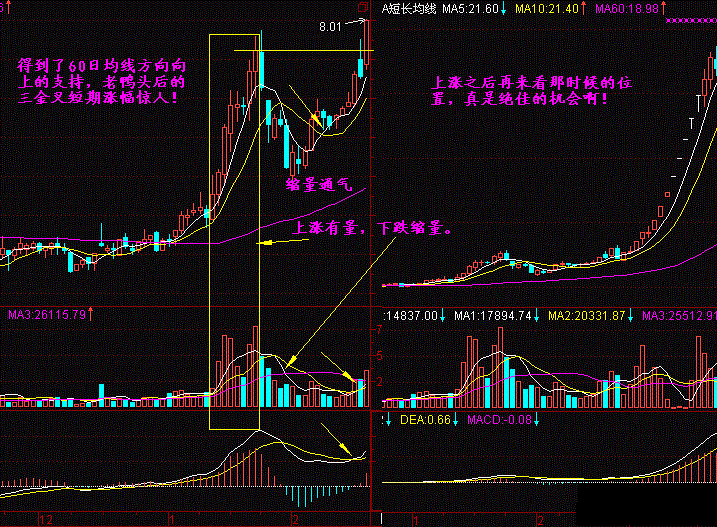 8.01
得到了60日均线方向向
上的支持，老鸭头后的
三金叉短期涨幅惊人！
缩量通气
上涨有量，下跌缩量。
MA3:26115.79
12
1
2
A短长均线 MA5:21.60 MA10:21.40 MA60:18.98
上涨之后再来看那时候的位
置，真是绝佳的机会啊！
:14837.00 MA1:17894.74 MA2:20331.87 MA3:25512.91
7
5
2
DEA:0.66 MACD:-0.08
1
2